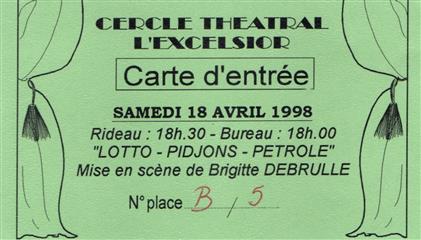 CERCLE THEATRAL
L'EXCELSIOR
Carte d'entrée
SAMEDI 18 AVRIL 1998
Rideau : 18h.30 - Bureau : 18h.00
"LOTTO - PIDJONS - PETROLE"
Mise en scène de Brigitte DEBRULLE
N° place B / 5